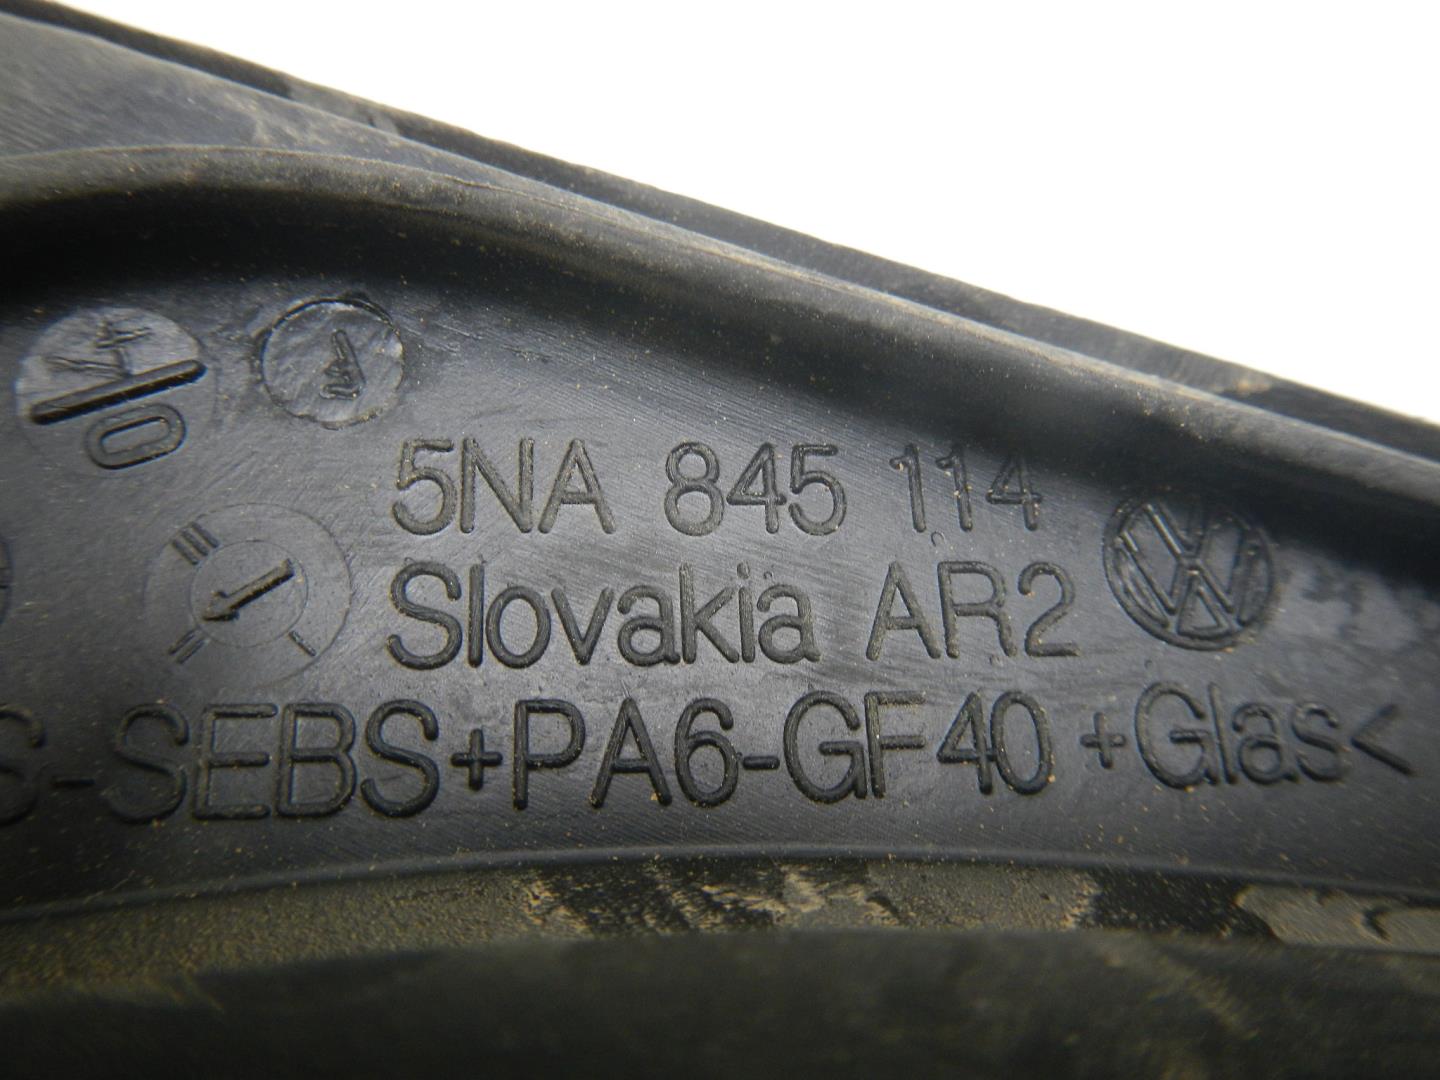 5NA 845 114
Slovakia AR2
S-SEBS+PA6-GF40+Glas<